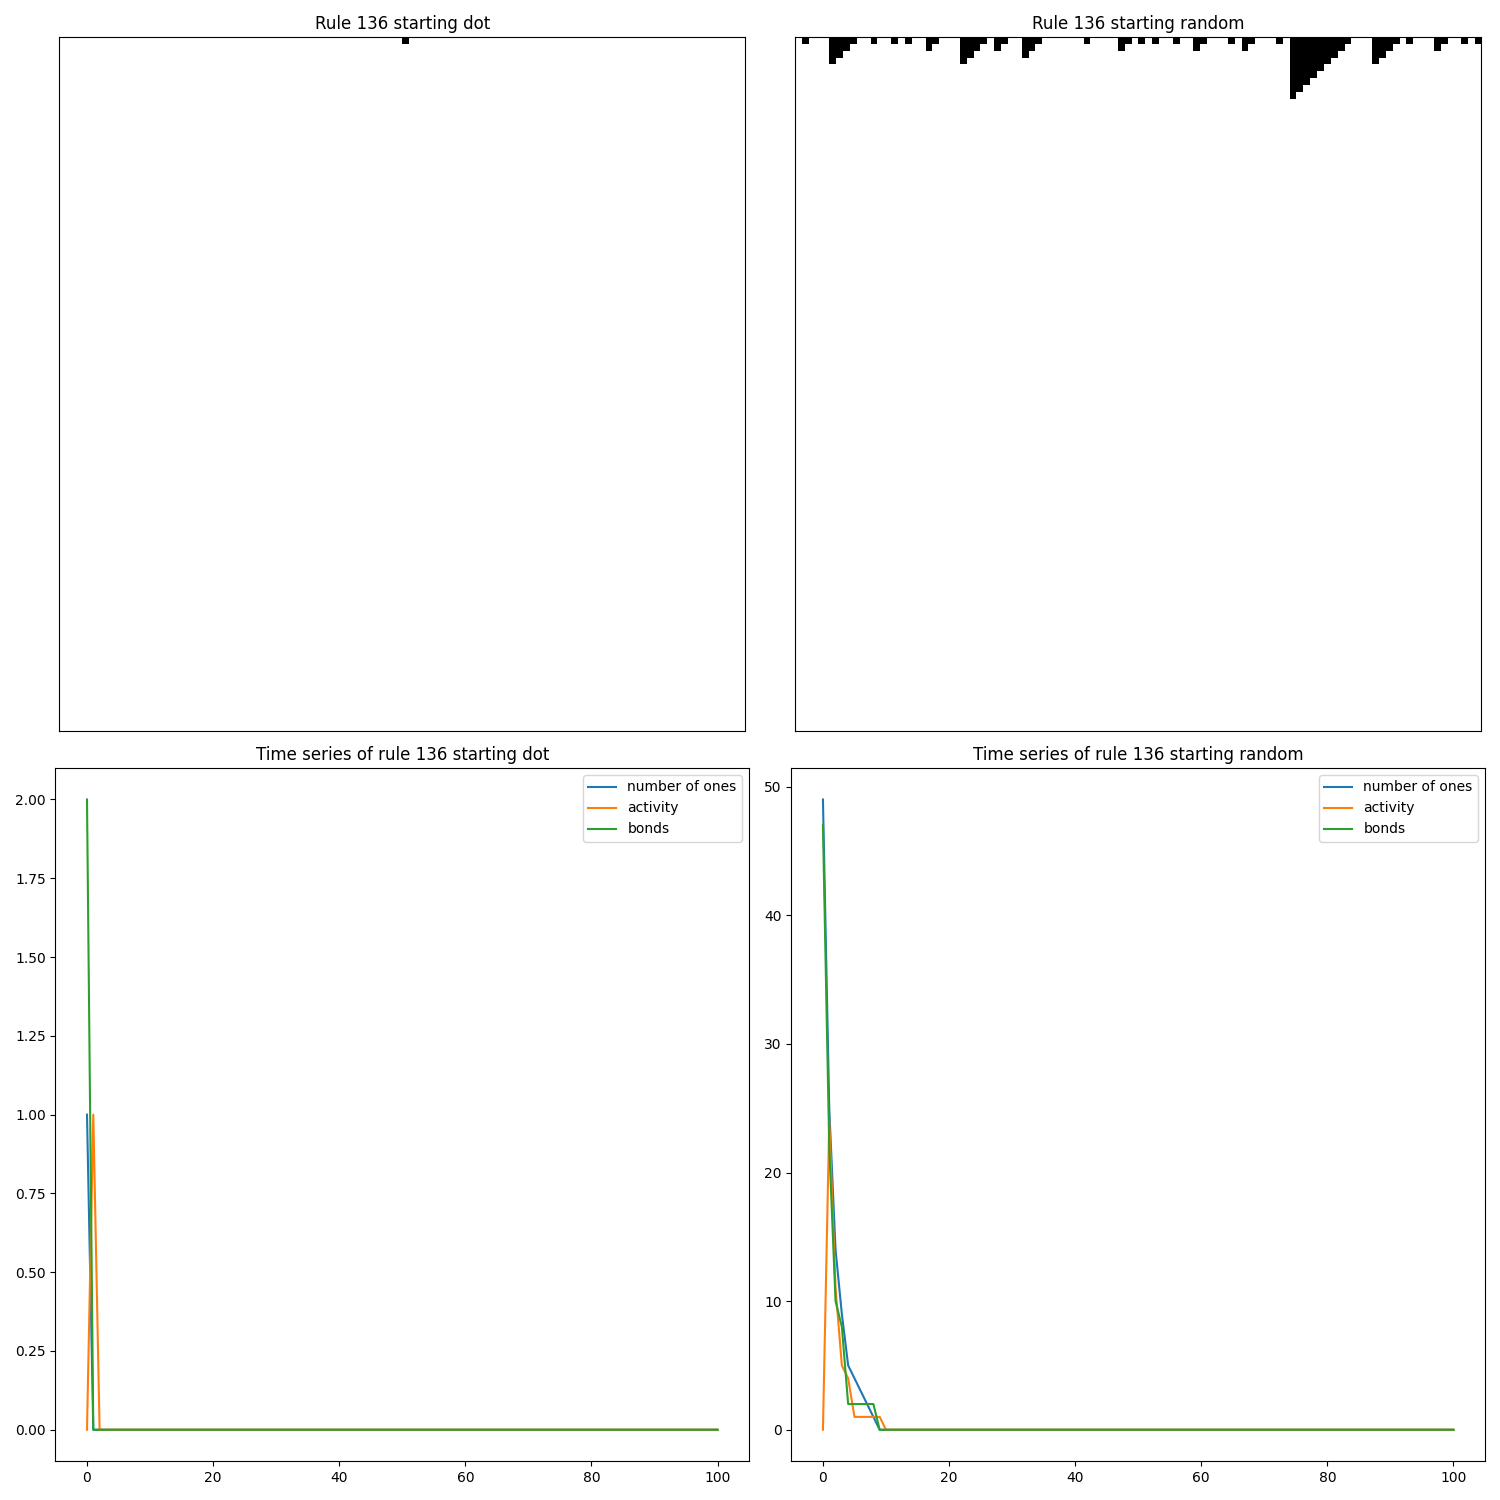 Rule 136 starting dot
Rule 136 starting random
Time series of rule 136 starting dot
number of ones
activity
bonds
2.00
1.75
1.50
1.25
1.00
0.75
0.50
0.25
0.00
0 20 40 60 80 100
Time series of rule 136 starting random
number of ones
activity
bonds
50
40
30
20
10
0
0 20 40 60 80 100